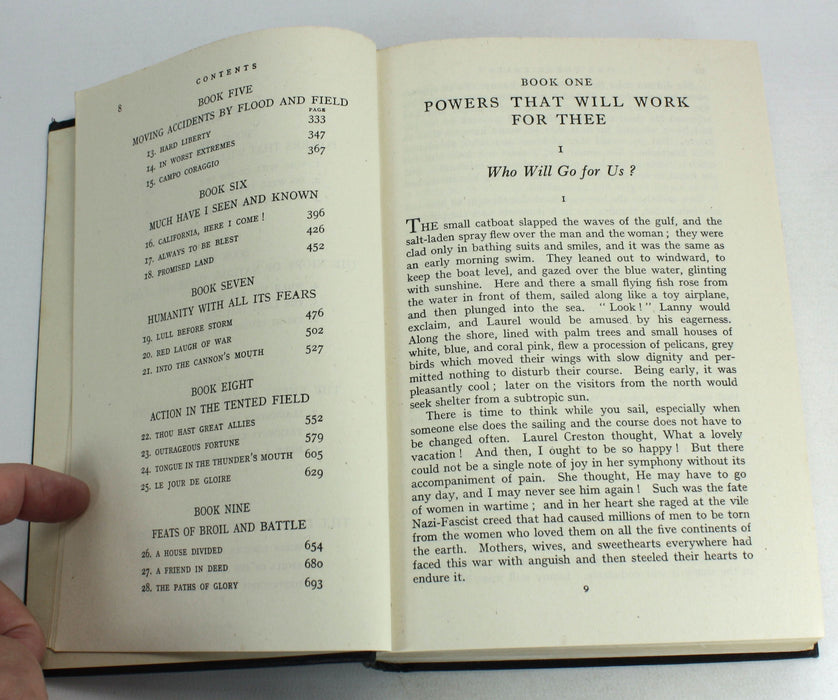 CONTENTS
8
BOOK FIVE
MOVING ACCIDENTS BY FLOOD AND FIELD
PAGE
13. HARD LIBERTY 333
14. IN WORST EXTREMES 347
15. CAMPO CORAGGIO 367
BOOK SIX
MUCH HAVE I SEEN AND KNOWN
16. CALIFORNIA, HERE I COME ! 396
17. ALWAYS TO BE BLEST 426
18. PROMISED LAND 452
BOOK SEVEN
HUMANITY WITH ALL ITS FEARS
19. LULL BEFORE STORM 476
20. RED LAUGH OF WAR 502
21. INTO THE CANNON'S MOUTH 527
BOOK EIGHT
ACTION IN THE TENTED FIELD
22. THOU HAST GREAT ALLIES 552
23. OUTRAGEOUS FORTUNE 579
24. TONGUE IN THE THUNDER'S MOUTH 605
25. LE JOUR DE GLOIRE 629
BOOK NINE
FEATS OF BROIL AND BATTLE
26. A HOUSE DIVIDED 654
27. A FRIEND IN DEED 680
28. THE PATHS OF GLORY 693
BOOK ONE
POWERS THAT WILL WORK
FOR THEE
I
Who Will Go for Us ?
I
THE small catboat slapped the waves of the gulf, and the
salt-laden spray flew over the man and the woman ; they were
clad only in bathing suits and smiles, and it was the same as
an early morning swim. They leaned out to windward, to
keep the boat level, and gazed over the blue water, glinting
with sunshine. Here and there a small flying fish rose from
the water in front of them, sailed along like a toy airplane,
and then plunged into the sea. " Look ! " Lanny would
exclaim, and Laurel would be amused by his eagerness.
Along the shore, lined with palm trees and small houses of
white, blue, and coral pink, flew a procession of pelicans, grey
birds which moved their wings with slow dignity and per-
mitted nothing to disturb their course. Being early, it was
pleasantly cool ; later on the visitors from the north would
seek shelter from a subtropic sun.
There is time to think while you sail, especially when
someone else does the sailing and the course does not have to
be changed often. Laurel Creston thought, What a lovely
vacation ! And then, I ought to be so happy ! But there
could not be a single note of joy in her symphony without its
accompaniment of pain. She thought, He may have to go
any day, and I may never see him again ! Such was the fate
of women in wartime ; and in her heart she raged at the vile
Nazi-Fascist creed that had caused millions of men to be torn
from the women who loved them on all the five continents of
the earth. Mothers, wives, and sweethearts everywhere had
faced this war with anguish and then steeled their hearts to
endure it.
9